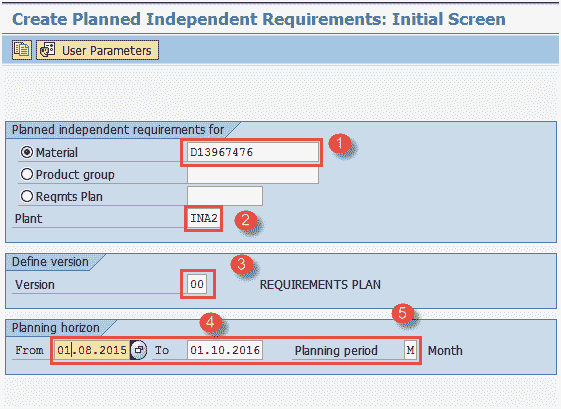 Create Planned Independent Requirements: Initial Screen
User Parameters
Planned independent requirements for
Material D13967476 1
Product group
Reqmts Plan
Plant INA2 2
3
Define version
Version 00 REQUIREMENTS PLAN
4 5
Planning horizon
From 01.08.2015 To 01.10.2016 Planning period M Month